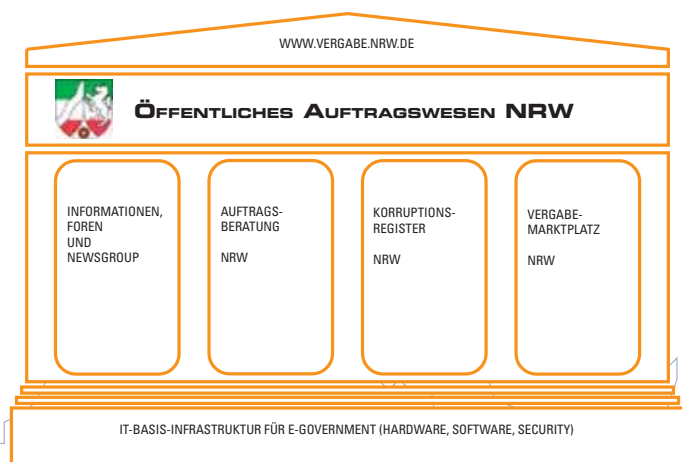 WWW.VERGABE.NRW.DE
ÖFFENTLICHES AUFTRAGSWESEN NRW
INFORMATIONEN,
FOREN
UND
NEWSGROUP
AUFTRAGS-
BERATUNG
NRW
KORRUPTIONS-
REGISTER
NRW
VERGABE-
MARKTPLATZ
NRW
IT-BASIS-INFRASTRUKTUR FÜR E-GOVERNMENT (HARDWARE, SOFTWARE, SECURITY)